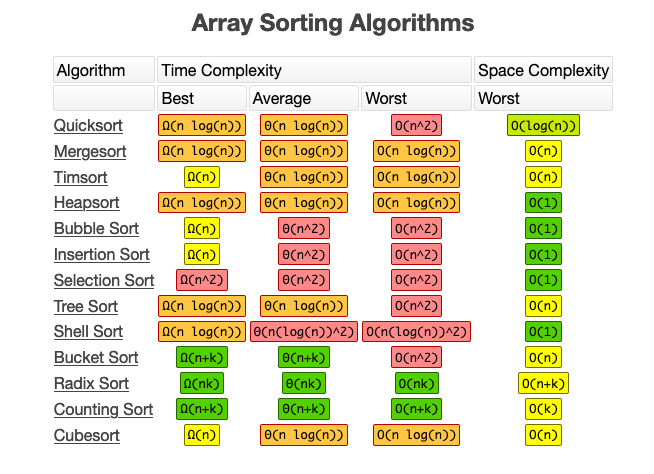 Array Sorting Algorithms
Algorithm Time Complexity Space Complexity
Best Average Worst Worst
Quicksort Ω(n log(n)) θ(n log(n)) O(n^2) O(log(n))
Mergesort Ω(n log(n)) θ(n log(n)) O(n log(n)) O(n)
Timsort Ω(n) θ(n log(n)) O(n log(n)) O(n)
Heapsort Ω(n log(n)) θ(n log(n)) O(n log(n)) O(1)
Bubble Sort Ω(n) θ(n^2) O(n^2) O(1)
Insertion Sort Ω(n) θ(n^2) O(n^2) O(1)
Selection Sort Ω(n^2) θ(n^2) O(n^2) O(1)
Tree Sort Ω(n log(n)) θ(n log(n)) O(n^2) O(n)
Shell Sort Ω(n log(n)) θ(n(log(n))^2) O(n(log(n))^2) O(1)
Bucket Sort Ω(n+k) θ(n+k) O(n^2) O(n)
Radix Sort Ω(nk) θ(nk) O(nk) O(n+k)
Counting Sort Ω(n+k) θ(n+k) O(n+k) O(k)
Cubesort Ω(n) θ(n log(n)) O(n log(n)) O(n)